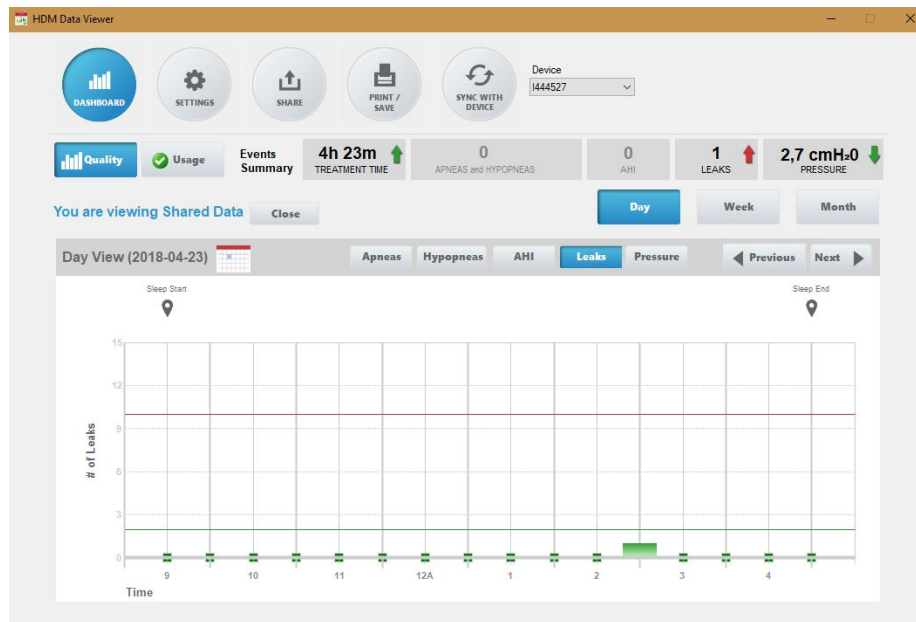 HDM Data Viewer
DASHBOARD
SETTINGS
SHARE
PRINT /
SAVE
SYNC WITH
DEVICE
Device
I444527
Quality
Usage
Events
Summary
4h 23m
TREATMENT TIME
0
APNEAS and HYPOPNEAS
0
AHI
1
LEAKS
2,7 cmH₂0
PRESSURE
You are viewing Shared Data
Close
Day
Week
Month
Day View (2018-04-23)
Apneas
Hypopneas
AHI
Leaks
Pressure
Previous
Next
Sleep Start
Sleep End
15
12
9
6
3
0
# of Leaks
9 10 11 12A 1 2 3 4
Time